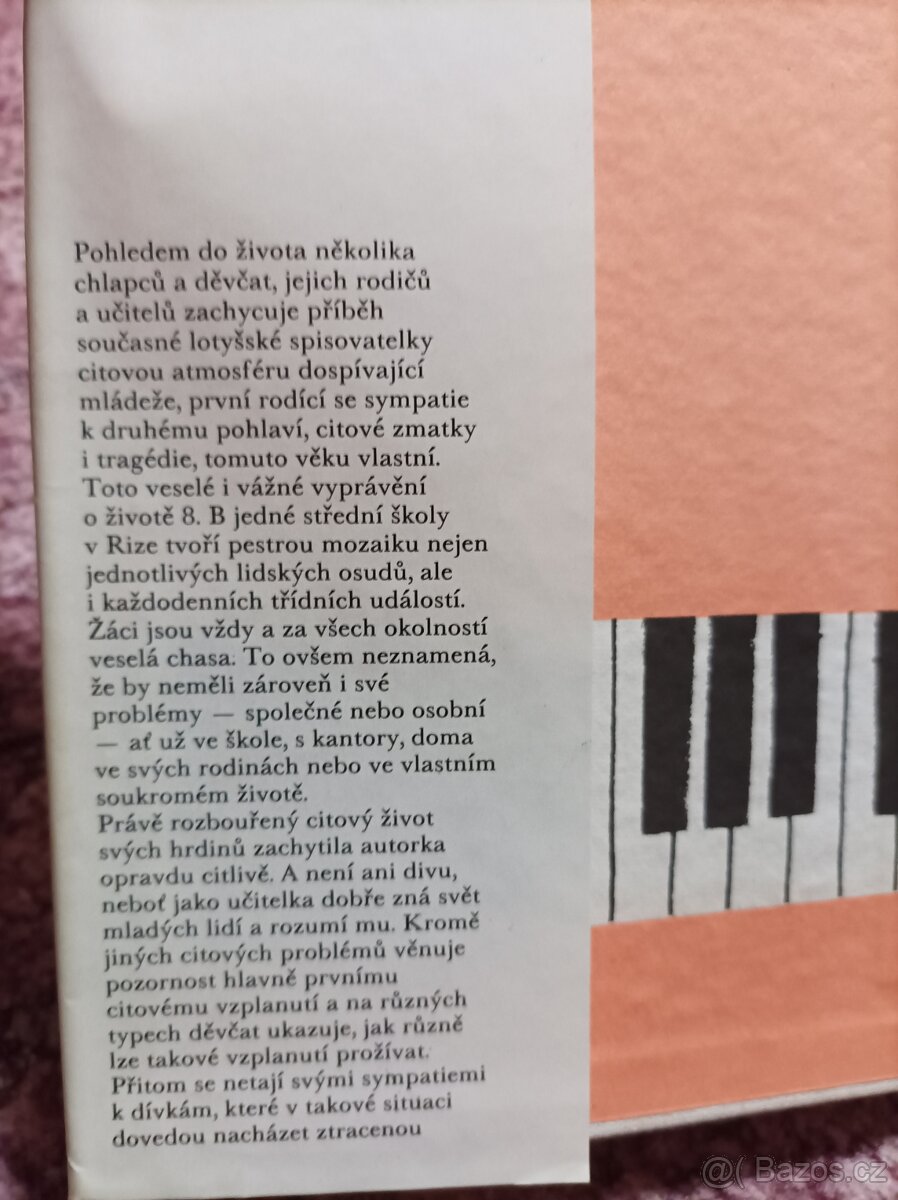 Pohledem do života několika
chlapců a děvčat, jejich rodičů
a učitelů zachycuje příběh
současné lotyšské spisovatelky
citovou atmosféru dospívající
mládeže, první rodící se sympatie
k druhému pohlaví, citové zmatky
i tragédie, tomuto věku vlastní.
Toto veselé i vážné vyprávění
o životě 8. B jedné střední školy
v Rize tvoří pestrou mozaiku nejen
jednotlivých lidských osudů, ale
i každodenních třídních událostí.
Žáci jsou vždy a za všech okolností
veselá chasa. To ovšem neznamená,
že by neměli zároveň i své
problémy — společné nebo osobní
— ať už ve škole, s kantory, doma
ve svých rodinách nebo ve vlastním
soukromém životě.
Právě rozbouřený citový život
svých hrdinů zachytila autorka
opravdu citlivě. A není ani divu,
neboť jako učitelka dobře zná svět
mladých lidí a rozumí mu. Kromě
jiných citových problémů věnuje
pozornost hlavně prvnímu
citovému vzplanutí a na různých
typech děvčat ukazuje, jak různě
lze takové vzplanutí prožívat.
Přitom se netají svými sympatiemi
k dívkám, které v takové situaci
dovedou nacházet ztracenou
@( Bazos.cz